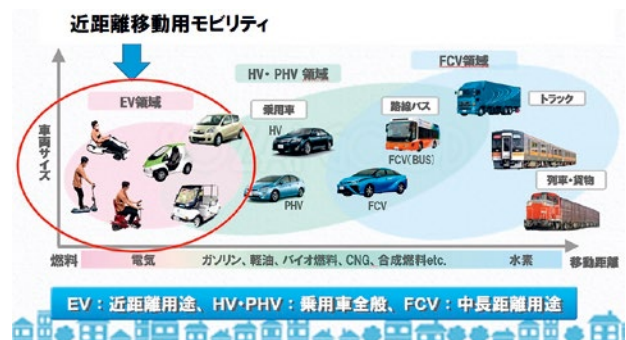 近距離移動用モビリティ
FCV領域
HV・PHV 領域
EV領域
乗用車
路線バス
トラック
HV
車両サイズ
FCV(BUS)
列車・貨物
PHV
FCV
燃料
電気
ガソリン、軽油、バイオ燃料、CNG、合成燃料etc.
水素
移動距離
EV：近距離用途、HV・PHV：乗用車全般、FCV：中長距離用途